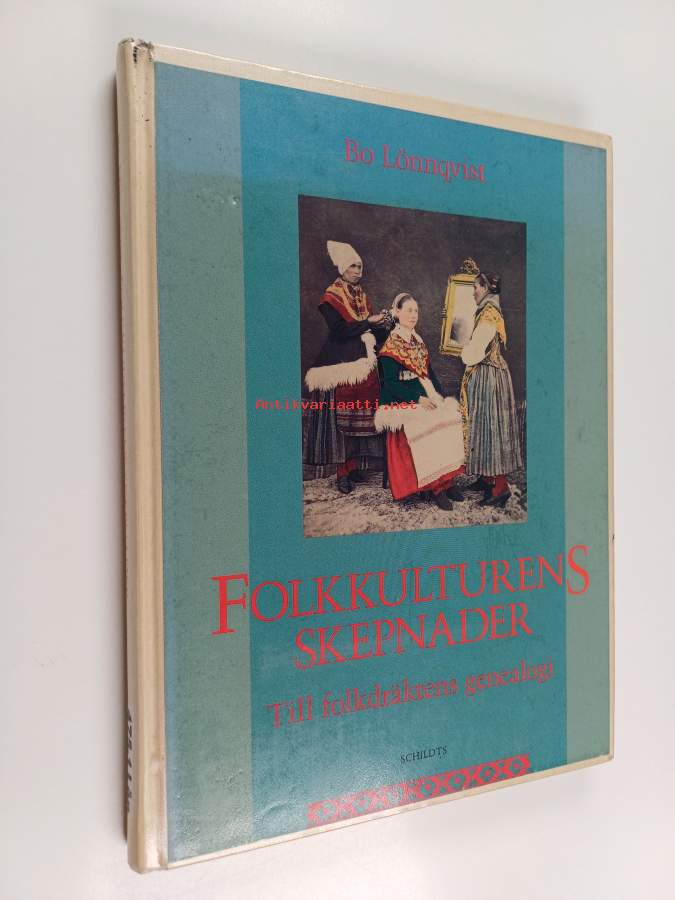 Bo Lönnqvist
Antikvariaatti.net
FOLKKULTURENS
SKEPNADER
Till folkdräktens genealogi
SCHILDTS